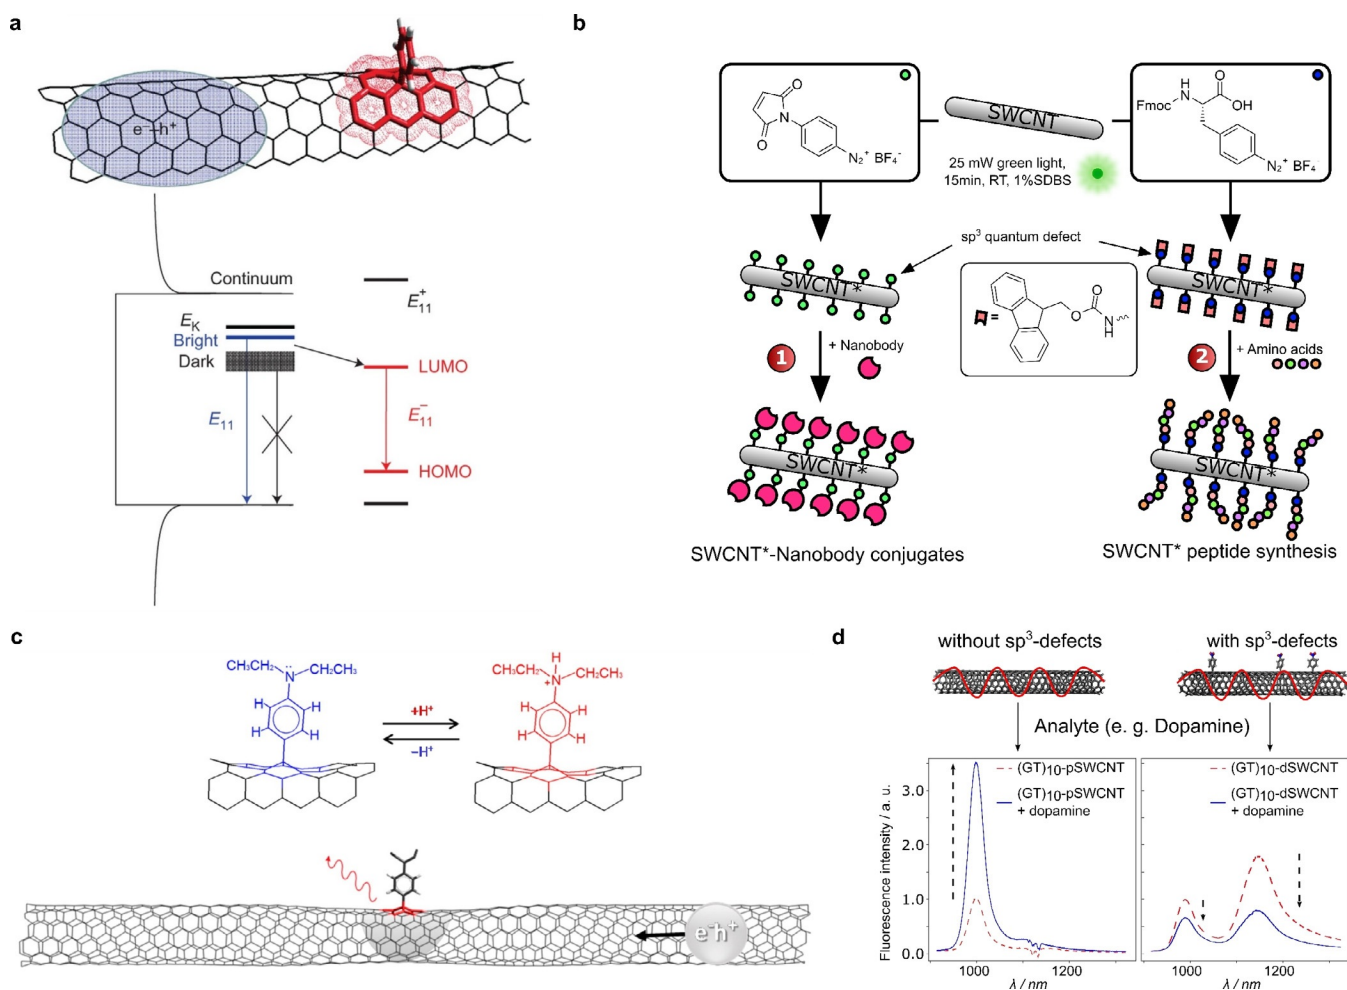 a
e⁻–h⁺
Continuum
E₁₁⁺
E_K
Bright
Dark
LUMO
E₁₁
E₁₁⁻
HOMO
b
O
N
O
N₂⁺ BF₄⁻
SWCNT
25 mW green light,
15min, RT, 1%SDBS
H
Fmoc
N
O
OH
N₂⁺
BF₄⁻
sp³ quantum defect
SWCNT*
SWCNT*
=
O
O
N
H
1
+ Nanobody
2
+ Amino acids
SWCNT*
SWCNT*
SWCNT*-Nanobody conjugates
SWCNT* peptide synthesis
c
CH₃CH₂
N
CH₂CH₃
H
H
H
H
+H⁺
−H⁺
H
CH₃CH₂
N
+
CH₂CH₃
H
H
H
H
e⁻h⁺
d
without sp³-defects
with sp³-defects
Analyte (e. g. Dopamine)
Fluorescence intensity / a. u.
3.0
2.0
1.0
0.0
(GT)₁₀-pSWCNT
(GT)₁₀-pSWCNT
+ dopamine
1000
1200
λ / nm
(GT)₁₀-dSWCNT
(GT)₁₀-dSWCNT
+ dopamine
1000
1200
λ / nm